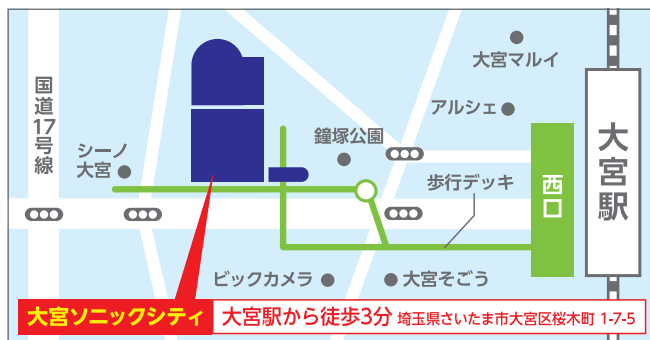 大宮マルイ
国道17号線
アルシェ
鐘塚公園
シーノ
大宮
歩行デッキ
西口
大宮駅
ビックカメラ
大宮そごう
大宮ソニックシティ
大宮駅から徒歩3分 埼玉県さいたま市大宮区桜木町 1-7-5